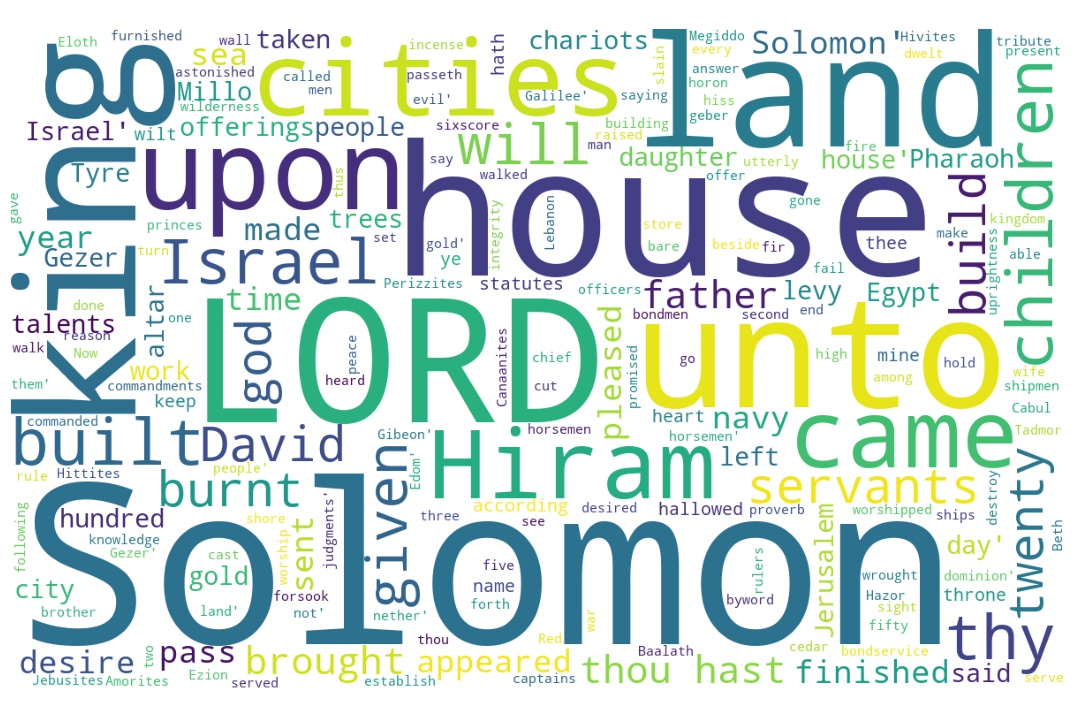 Eloth
furnished
wall
taken
incense
hath
chariots
Megiddo
Solomon
'Hivites
tribute
king
astonished
sea
cities
called
men
passeth
evil'
Galilee'
saying
slain
land
every
answer
horon
hiss
geber
dwelt
present
Millo
wilderness
Israel'
wilt
offerings
people
sixscore
say
will
building
raised
man
daughter
utterly
offer
fire
house'
Pharaoh
children
Tyre
upon
thus
house
walked
gone
build
kingdom
gave
year
princes
made
trees
set
gold'
ye
integrity
Lebanon
store
bare
beside
fir
thee
make
able
uprightness
Gezer
turn
Israel
Perizzites
statutes
officers
fail
father
levy
end
Egypt
done
talents
reason
walk
Now
altar
one
time
god
LORD
peace
heard
Canaanites
chief
cut
pleased
promised
bondmen
second
unto
go
high
mine
among
hold
wife
shipmen
them'
work
commandments
keep
commanded
built
David
Gibeon'
horsemen
heart
navy
horsemen'
came
Cabul
Tadmor
rule
Hittites
people'
burnt
given
Edom'
Hiram
left
servants
destroy
twenty
Beth
following
Solomon
hundred
knowledge
Gezer'
shore
worship
sent
judgments'
three
according
see
desired
hallowed
proverb
Jerusalem
worshipped
ships
day'
city
brother
cast
gold
land'
forsook
not'
nether'
five
name
forth
byword
rulers
wrought
Hazor
sight
fifty
dominion'
throne
desire
Jebusites
two
Amorites
pass
Ezion
served
brought
establish
thou
appeared
captains
Red
war
thou hast
Baalath
cedar
finished
bondservice
said
thy
serve